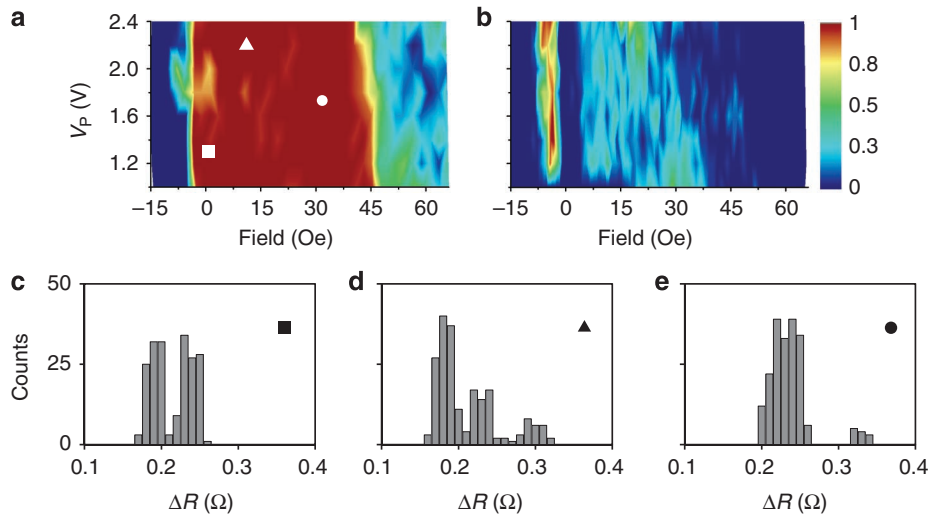 a
b
2.4
2.0
1.6
1.2
V_P (V)
–15 0 15 30 45 60
Field (Oe)
–15 0 15 30 45 60
Field (Oe)
1
0.8
0.5
0.3
0
c
d
e
50
25
0
Counts
0.1 0.2 0.3 0.4
ΔR (Ω)
0.1 0.2 0.3 0.4
ΔR (Ω)
0.1 0.2 0.3 0.4
ΔR (Ω)